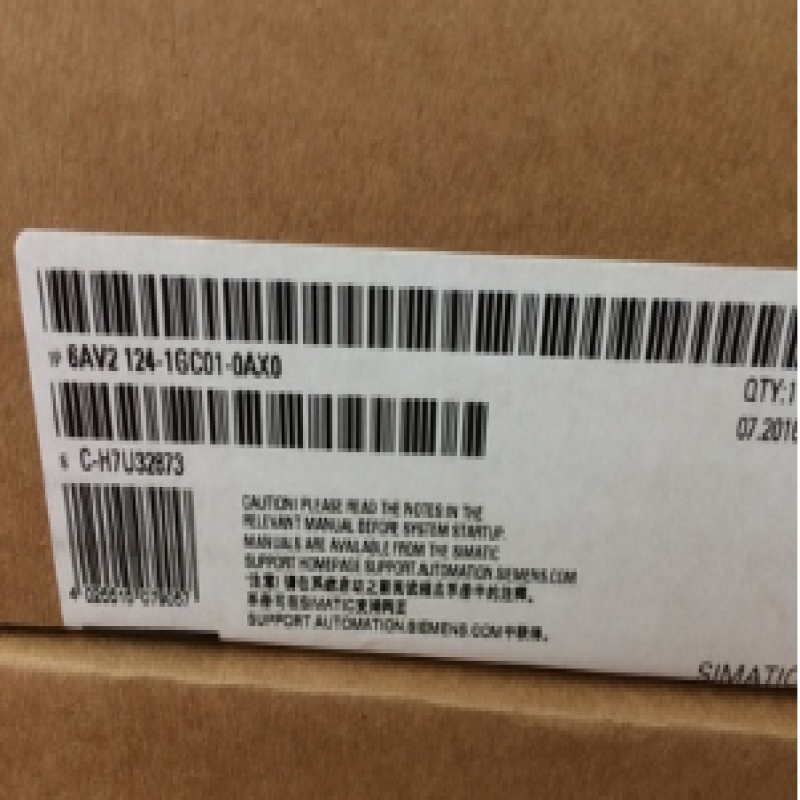 1P 6AV2 124-1GC01-0AX0
QTY:1
07.2016
S C-H7U32873
CAUTION! PLEASE READ THE NOTES IN THE
RELEVANT MANUAL BEFORE SYSTEM STARTUP.
MANUALS ARE AVAILABLE FROM THE SIMATIC
SUPPORT HOMEPAGE SUPPORT.AUTOMATION.SIEMENS.COM
SIMATIC
SUPPORT.AUTOMATION.SIEMENS.COM
SIMATIC